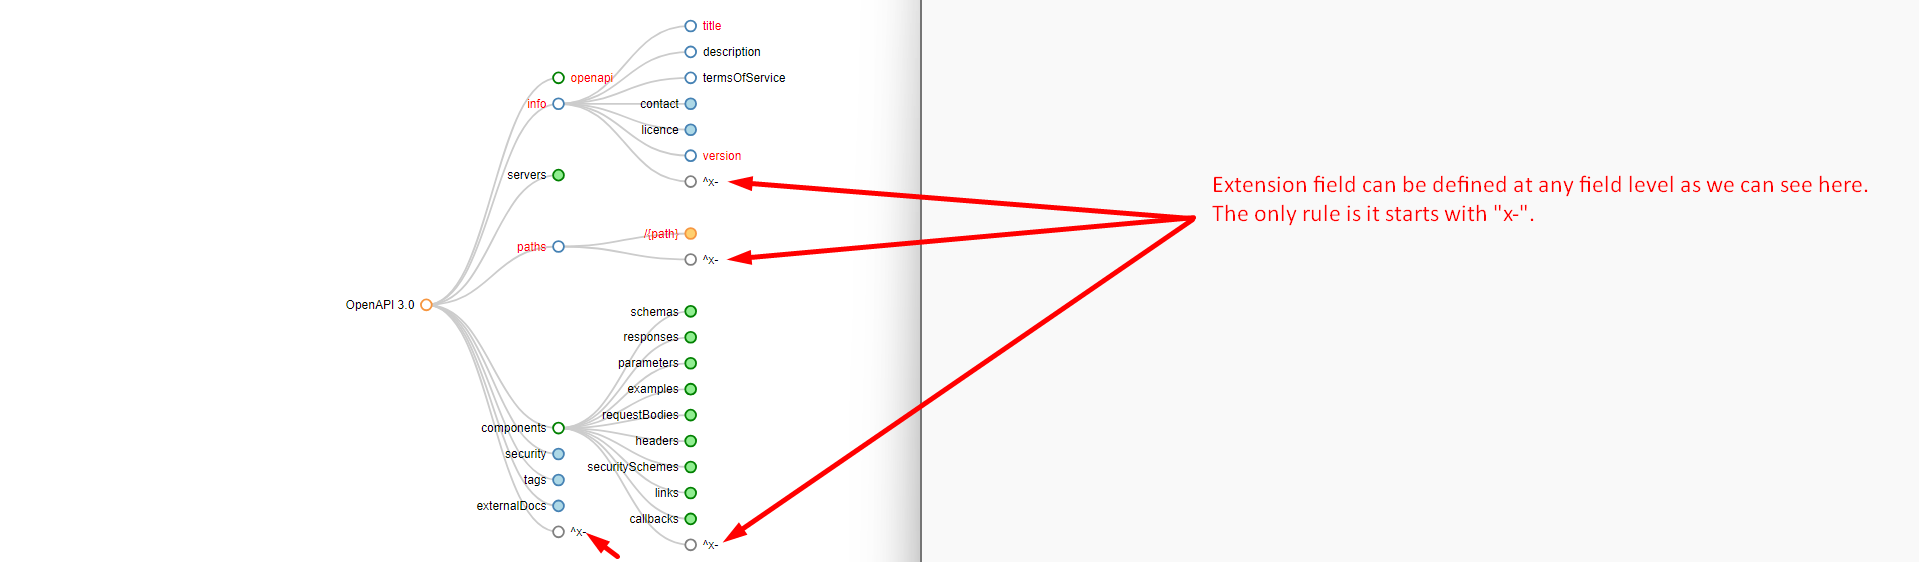 title
description
openapi
termsOfService
info
contact
licence
version
servers
^x-
paths
/{path}
^x-
OpenAPI 3.0
schemas
responses
parameters
examples
requestBodies
components
headers
security
securitySchemes
tags
links
externalDocs
callbacks
^x-
^x-
Extension field can be defined at any field level as we can see here.
The only rule is it starts with "x-".